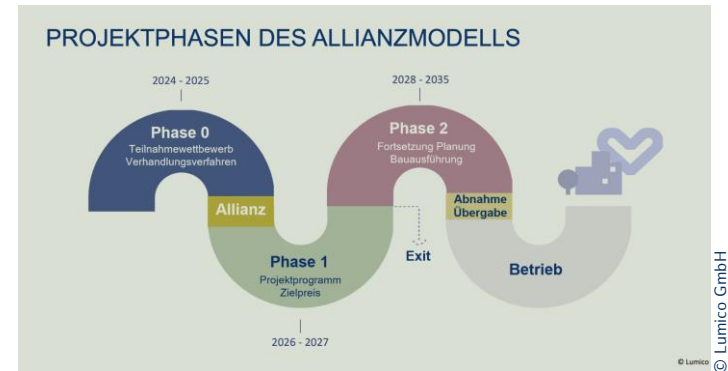 PROJEKTPHASEN DES ALLIANZMODELLS
2024 - 2025
2028 - 2035
Phase 0
Teilnahmewettbewerb
Verhandlungsverfahren
Phase 2
Fortsetzung Planung
Bauausführung
Allianz
Abnahme
Übergabe
Phase 1
Projektprogramm
Zielpreis
Exit
Betrieb
2026 - 2027
© Lumico
© Lumico GmbH